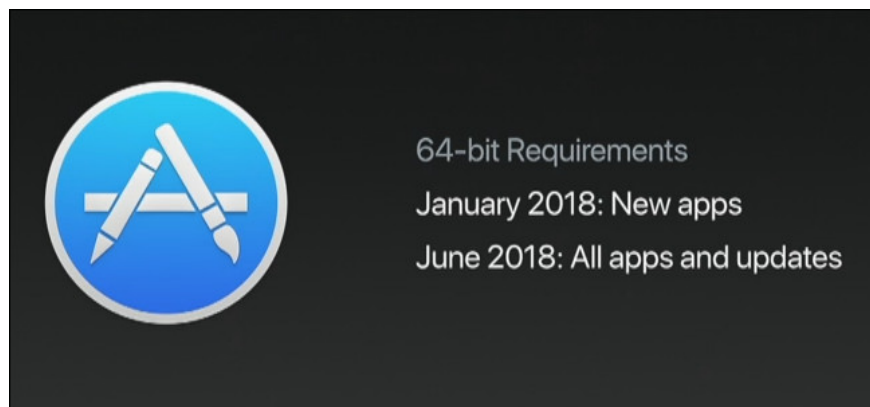 64-bit Requirements
January 2018: New apps
June 2018: All apps and updates